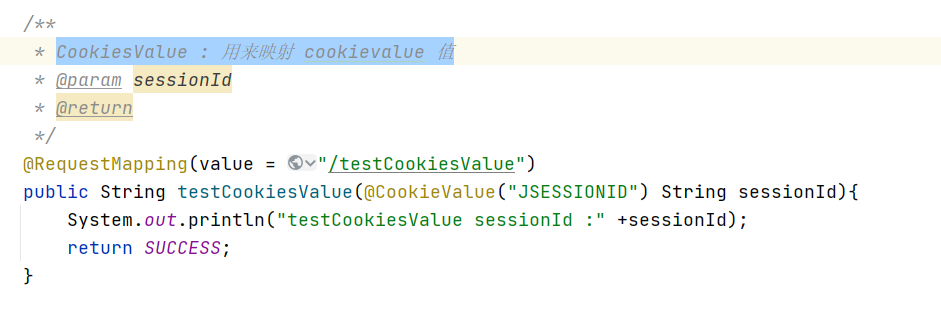 /**
 * CookiesValue : 用来映射 cookievalue 值
 * @param sessionId
 * @return
 */
@RequestMapping(value = "/testCookiesValue")
public String testCookiesValue(@CookieValue("JSESSIONID") String sessionId){
    System.out.println("testCookiesValue sessionId :" +sessionId);
    return SUCCESS;
}